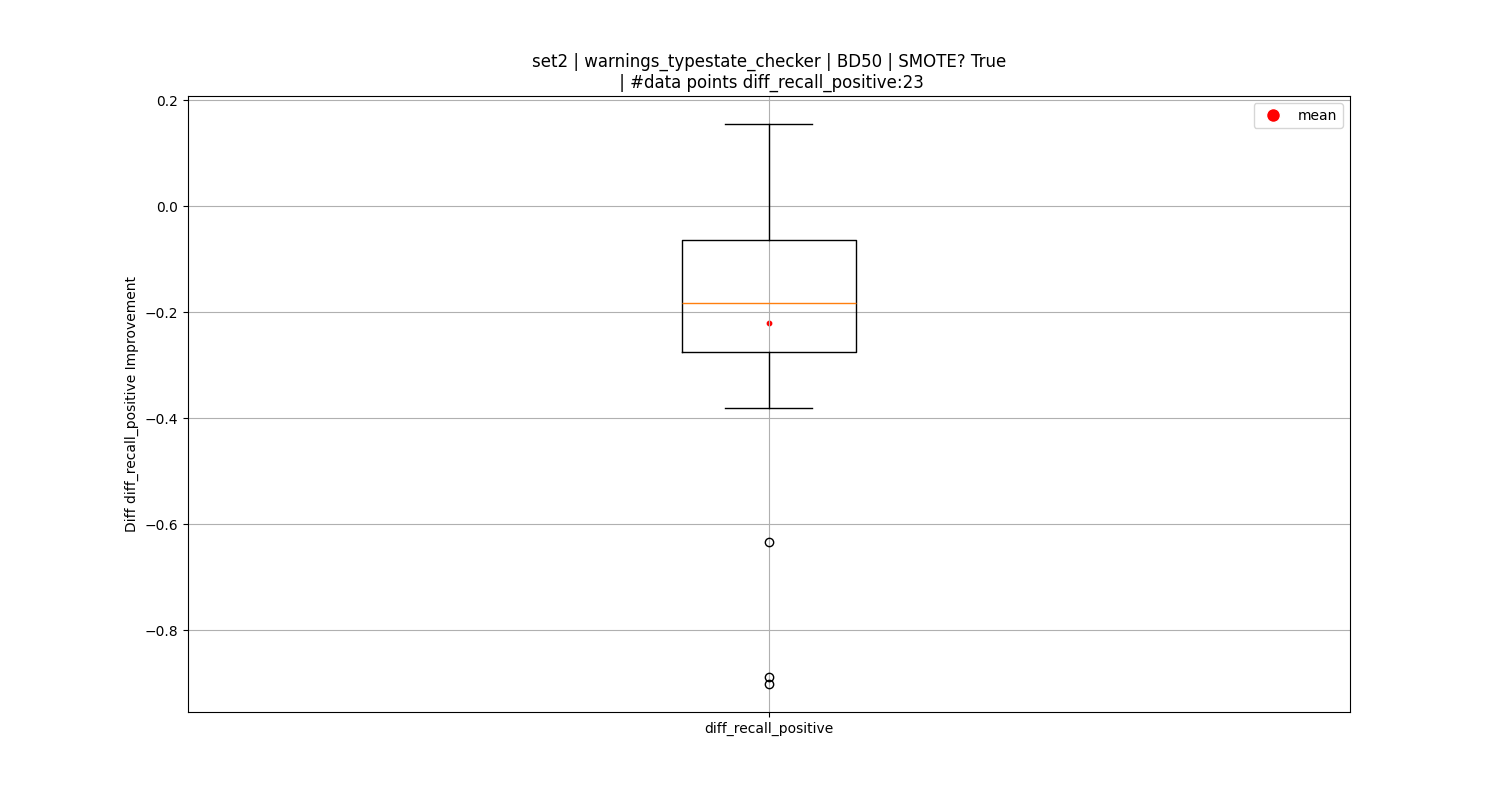 set2 | warnings_typestate_checker | BD50 | SMOTE? True
| #data points diff_recall_positive:23
mean
0.2
0.0
−0.2
−0.4
−0.6
−0.8
Diff diff_recall_positive Improvement
diff_recall_positive